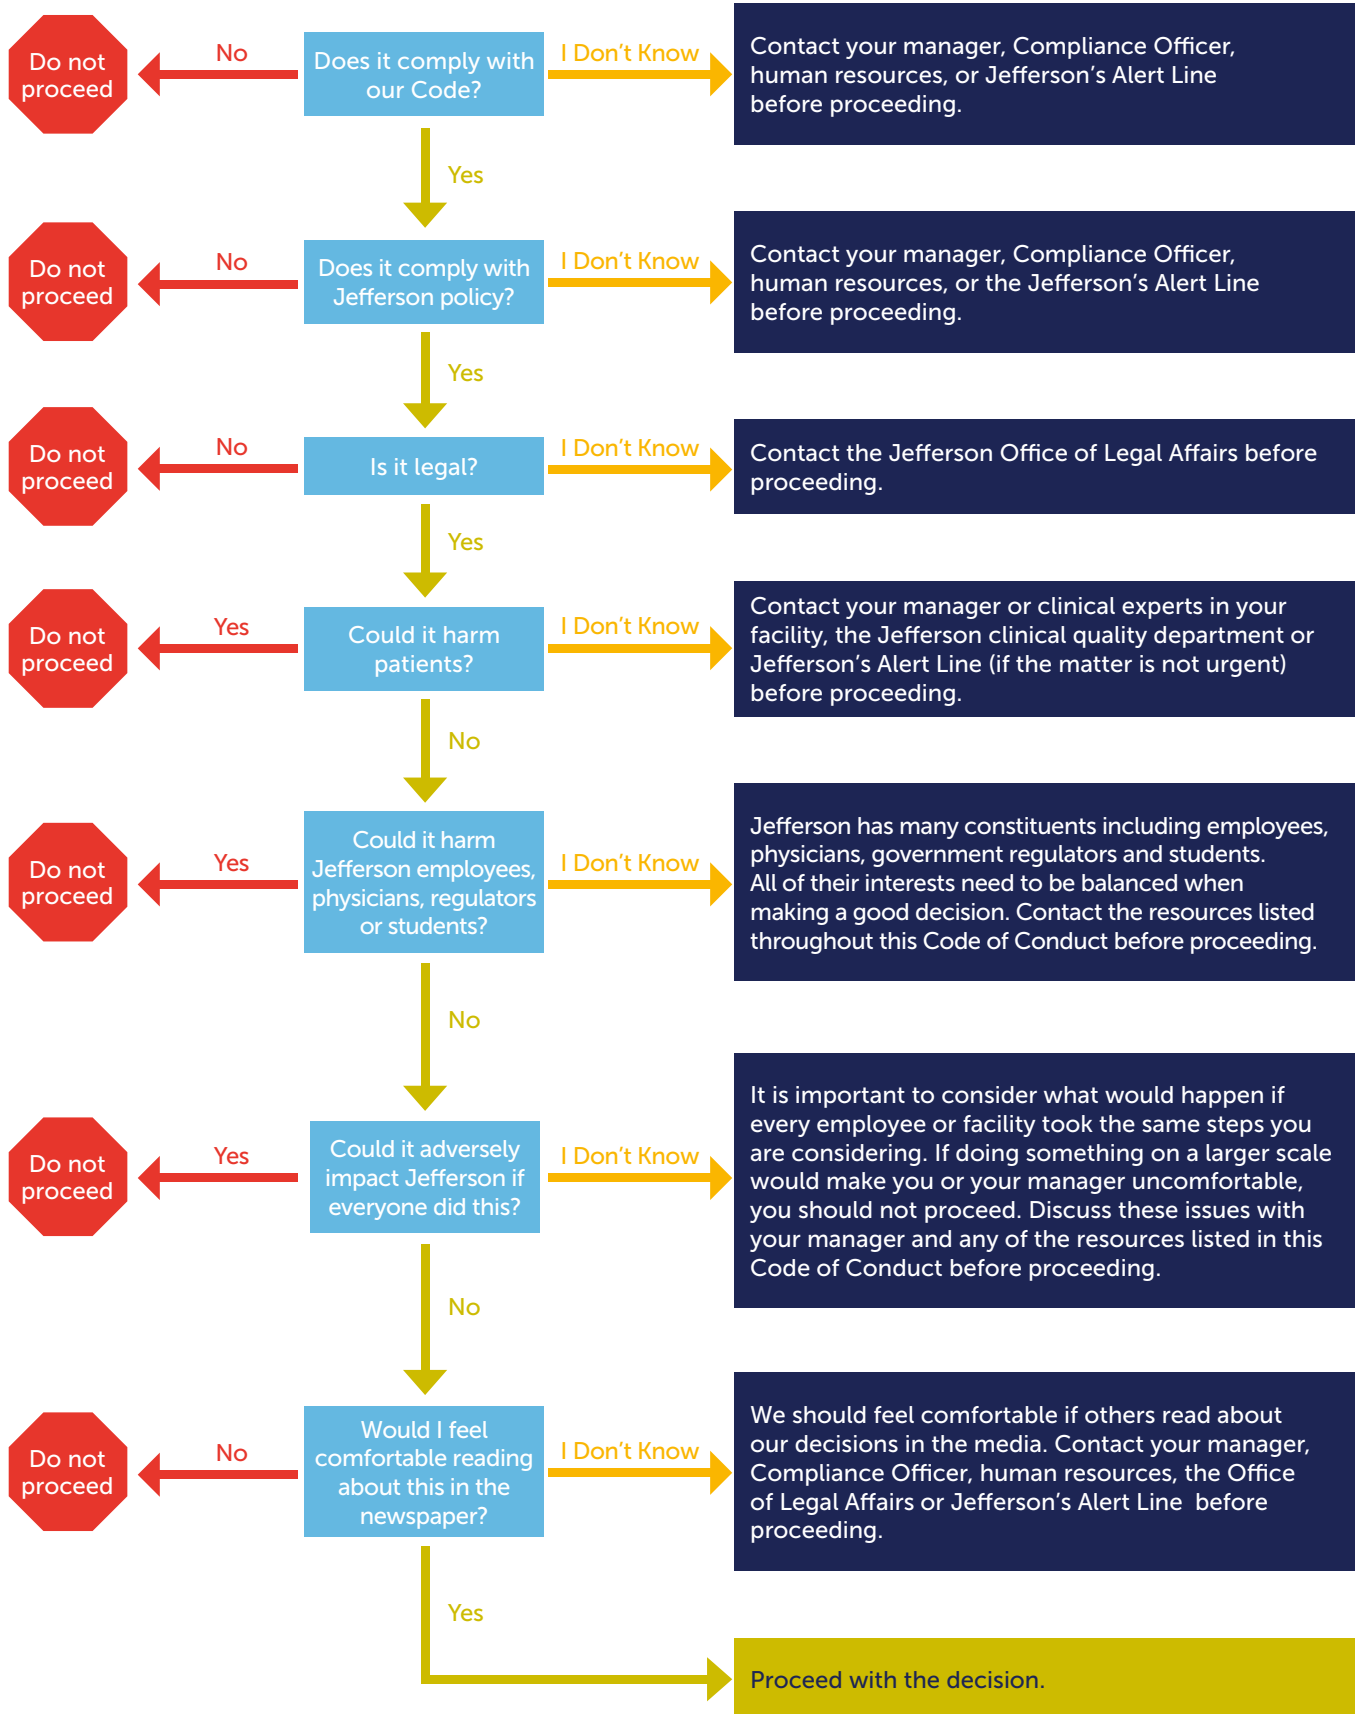 Do not
proceed
No
Does it comply with
our Code?
I Don't Know
Contact your manager, Compliance Officer,
human resources, or Jefferson's Alert Line
before proceeding.
Yes
Do not
proceed
No
Does it comply with
Jefferson policy?
I Don't Know
Contact your manager, Compliance Officer,
human resources, or the Jefferson's Alert Line
before proceeding.
Yes
Do not
proceed
No
Is it legal?
I Don't Know
Contact the Jefferson Office of Legal Affairs before
proceeding.
Yes
Do not
proceed
Yes
Could it harm
patients?
I Don't Know
Contact your manager or clinical experts in your
facility, the Jefferson clinical quality department or
Jefferson's Alert Line (if the matter is not urgent)
before proceeding.
No
Do not
proceed
Yes
Could it harm
Jefferson employees,
physicians, regulators
or students?
I Don't Know
Jefferson has many constituents including employees,
physicians, government regulators and students.
All of their interests need to be balanced when
making a good decision. Contact the resources listed
throughout this Code of Conduct before proceeding.
No
Do not
proceed
Yes
Could it adversely
impact Jefferson if
everyone did this?
I Don't Know
It is important to consider what would happen if
every employee or facility took the same steps you
are considering. If doing something on a larger scale
would make you or your manager uncomfortable,
you should not proceed. Discuss these issues with
your manager and any of the resources listed in this
Code of Conduct before proceeding.
No
Do not
proceed
No
Would I feel
comfortable reading
about this in the
newspaper?
I Don't Know
We should feel comfortable if others read about
our decisions in the media. Contact your manager,
Compliance Officer, human resources, the Office
of Legal Affairs or Jefferson's Alert Line before
proceeding.
Yes
Proceed with the decision.